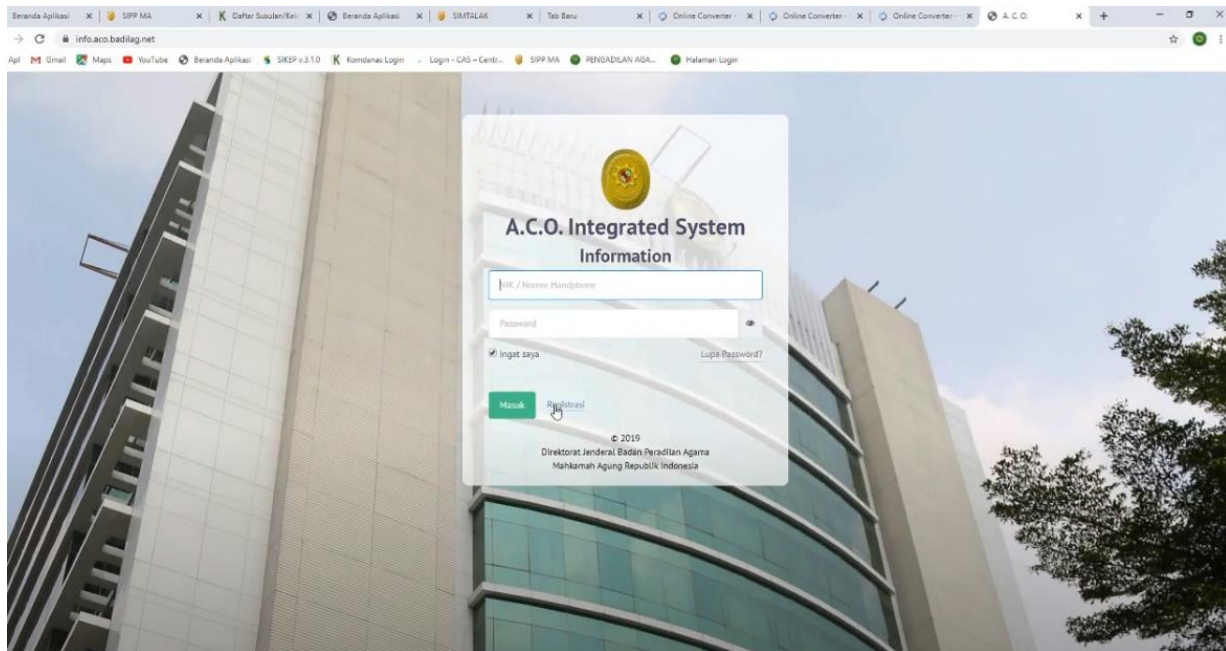 Beranda Aplikasi
SIPP MA
Daftar Susulan/Kek
Beranda Aplikasi
SIMTALAK
Tab Baru
Online Converter -
Online Converter -
Online Converter -
A. C. O.
info.aco.badilag.net
Apl
Gmail
Maps
YouTube
Beranda Aplikasi
SIKEP v.3.1.0
Komdanas Login
Login - CAS – Centr...
SIPP MA
PENGADILAN AGA...
Halaman Login
A.C.O. Integrated System
Information
NIK / Nomor Handphone
Password
Ingat saya
Lupa Password?
Masuk
Registrasi
© 2019
Direktorat Jenderal Badan Peradilan Agama
Mahkamah Agung Republik Indonesia